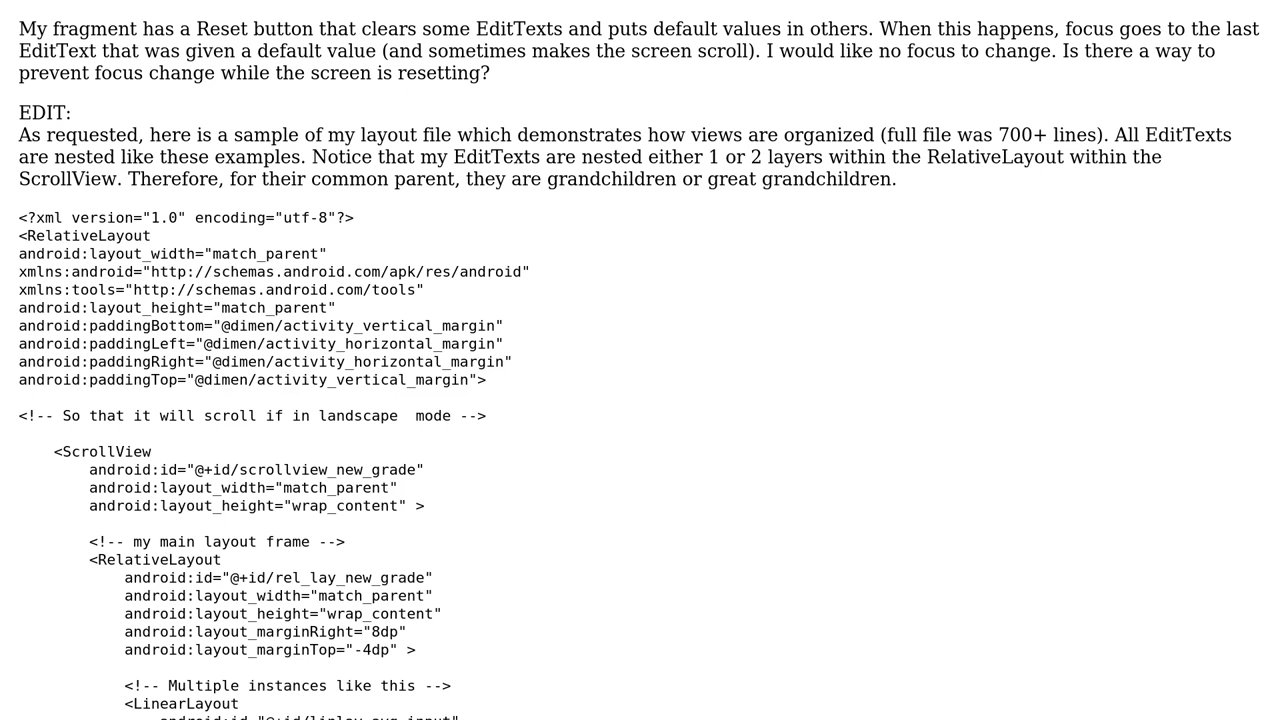 My fragment has a Reset button that clears some EditTexts and puts default values in others. When this happens, focus goes to the last
EditText that was given a default value (and sometimes makes the screen scroll). I would like no focus to change. Is there a way to
prevent focus change while the screen is resetting?
EDIT:
As requested, here is a sample of my layout file which demonstrates how views are organized (full file was 700+ lines). All EditTexts
are nested like these examples. Notice that my EditTexts are nested either 1 or 2 layers within the RelativeLayout within the
ScrollView. Therefore, for their common parent, they are grandchildren or great grandchildren.
<?xml version="1.0" encoding="utf-8"?>
<RelativeLayout
android:layout_width="match_parent"
xmlns:android="http://schemas.android.com/apk/res/android"
xmlns:tools="http://schemas.android.com/tools"
android:layout_height="match_parent"
android:paddingBottom="@dimen/activity_vertical_margin"
android:paddingLeft="@dimen/activity_horizontal_margin"
android:paddingRight="@dimen/activity_horizontal_margin"
android:paddingTop="@dimen/activity_vertical_margin">
<!-- So that it will scroll if in landscape  mode -->
    <ScrollView
        android:id="@+id/scrollview_new_grade"
        android:layout_width="match_parent"
        android:layout_height="wrap_content" >
        <!-- my main layout frame -->
        <RelativeLayout
            android:id="@+id/rel_lay_new_grade"
            android:layout_width="match_parent"
            android:layout_height="wrap_content"
            android:layout_marginRight="8dp"
            android:layout_marginTop="-4dp" >
            <!-- Multiple instances like this -->
            <LinearLayout
                android:id="@+id/linlay_avg_input"